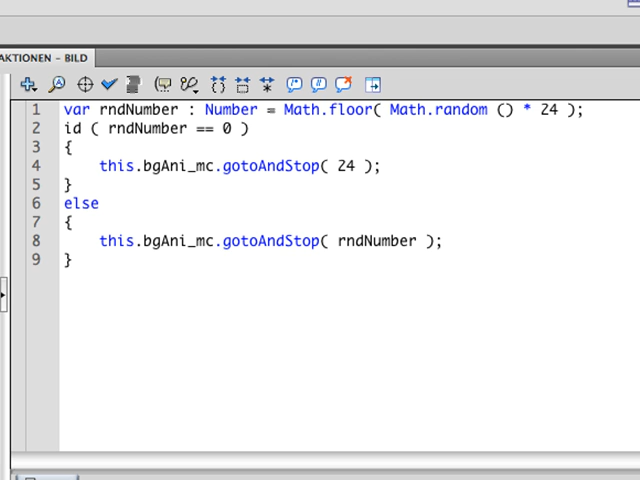 AKTIONEN – BILD
1 var rndNumber : Number = Math.floor( Math.random () * 24 );
2 id ( rndNumber == 0 )
3 {
4 this.bgAni_mc.gotoAndStop( 24 );
5 }
6 else
7 {
8 this.bgAni_mc.gotoAndStop( rndNumber );
9 }